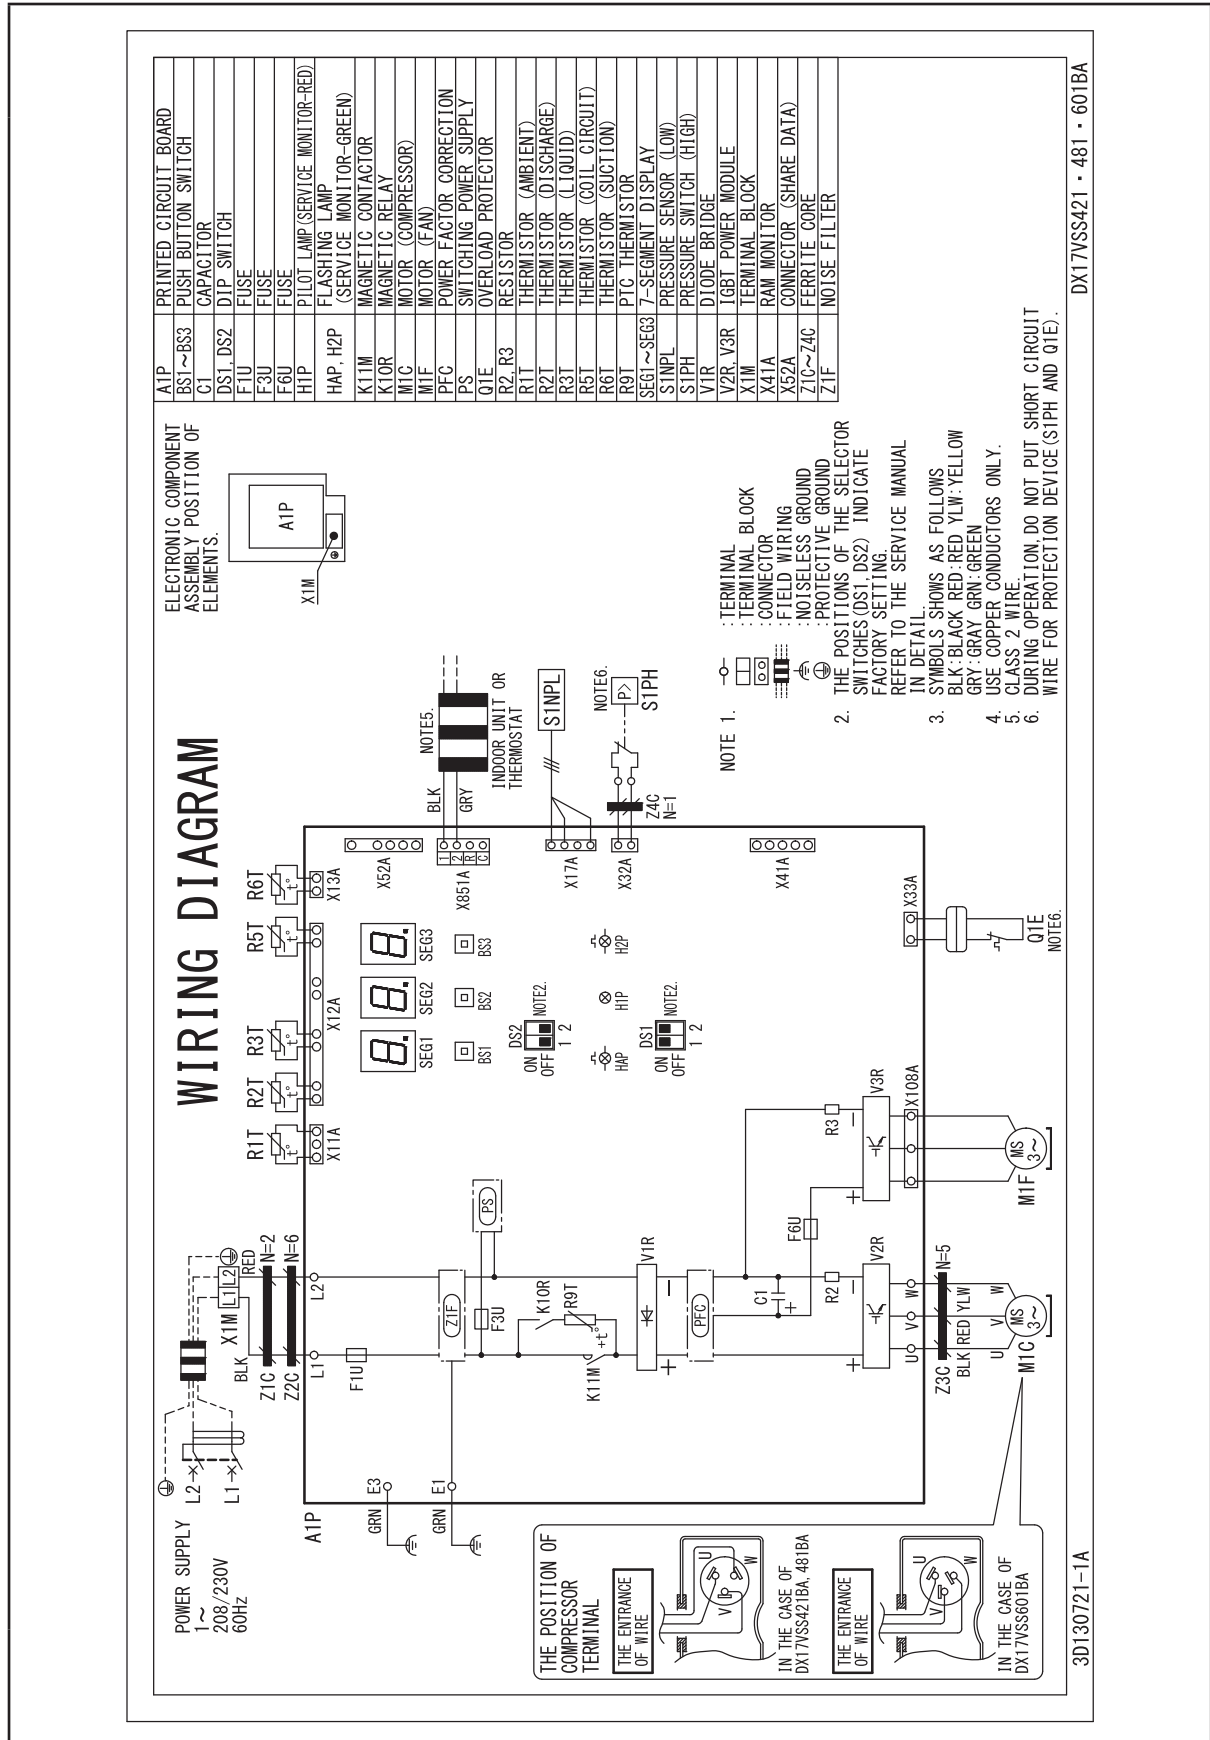 WIRING DIAGRAM
POWER SUPPLY
1~
208/230V
60Hz
L2
L1
X1M
L1 L2
BLK
RED
Z1C
N=2
Z2C
N=6
L1
L2
A1P
GRN
E3
GRN
E1
F1U
Z1F
F3U
PS
K10R
R9T
+t°
K11M
V1R
+
−
PFC
C1
+
R2
F6U
R3
V2R
+
−
V3R
+
−
X108A
U V W
Z3C
N=5
BLK RED YLW
U V W
MS
3~
M1C
MS
3~
M1F
R1T
t°
X11A
R2T
t°
R3T
t°
X12A
R5T
t°
R6T
t°
X13A
SEG1
SEG2
SEG3
BS1
BS2
BS3
DS2
ON
OFF
1 2
NOTE2.
HAP
H1P
H2P
DS1
ON
OFF
1 2
NOTE2.
X52A
X851A
1
2
R
C
BLK
GRY
NOTE5.
INDOOR UNIT OR
THERMOSTAT
X17A
S1NPL
X32A
Z4C
N=1
NOTE6.
P>
S1PH
X41A
X33A
Q1E
NOTE6.
THE POSITION OF
COMPRESSOR
TERMINAL
THE ENTRANCE
OF WIRE
U
V
W
IN THE CASE OF
DX17VSS421BA, 481BA
THE ENTRANCE
OF WIRE
U
V
W
IN THE CASE OF
DX17VSS601BA
ELECTRONIC COMPONENT
ASSEMBLY POSITION OF
ELEMENTS.
A1P
X1M
NOTE 1.
:TERMINAL
:TERMINAL BLOCK
:CONNECTOR
:FIELD WIRING
:NOISELESS GROUND
:PROTECTIVE GROUND
2. THE POSITIONS OF THE SELECTOR
SWITCHES(DS1, DS2) INDICATE
FACTORY SETTING.
REFER TO THE SERVICE MANUAL
IN DETAIL.
3. SYMBOLS SHOWS AS FOLLOWS
BLK:BLACK RED:RED YLW:YELLOW
GRY:GRAY GRN:GREEN
4. USE COPPER CONDUCTORS ONLY.
5. CLASS 2 WIRE.
6. DURING OPERATION,DO NOT PUT SHORT CIRCUIT
WIRE FOR PROTECTION DEVICE(S1PH AND Q1E).
A1P PRINTED CIRCUIT BOARD
BS1~BS3 PUSH BUTTON SWITCH
C1 CAPACITOR
DS1, DS2 DIP SWITCH
F1U FUSE
F3U FUSE
F6U FUSE
H1P PILOT LAMP(SERVICE MONITOR-RED)
HAP, H2P FLASHING LAMP
(SERVICE MONITOR-GREEN)
K11M MAGNETIC CONTACTOR
K10R MAGNETIC RELAY
M1C MOTOR (COMPRESSOR)
M1F MOTOR (FAN)
PFC POWER FACTOR CORRECTION
PS SWITCHING POWER SUPPLY
Q1E OVERLOAD PROTECTOR
R2, R3 RESISTOR
R1T THERMISTOR (AMBIENT)
R2T THERMISTOR (DISCHARGE)
R3T THERMISTOR (LIQUID)
R5T THERMISTOR (COIL CIRCUIT)
R6T THERMISTOR (SUCTION)
R9T PTC THERMISTOR
SEG1~SEG3 7-SEGMENT DISPLAY
S1NPL PRESSURE SENSOR (LOW)
S1PH PRESSURE SWITCH (HIGH)
V1R DIODE BRIDGE
V2R, V3R IGBT POWER MODULE
X1M TERMINAL BLOCK
X41A RAM MONITOR
X52A CONNECTOR (SHARE DATA)
Z1C~Z4C FERRITE CORE
Z1F NOISE FILTER
3D130721-1A
DX17VSS421・481・601BA